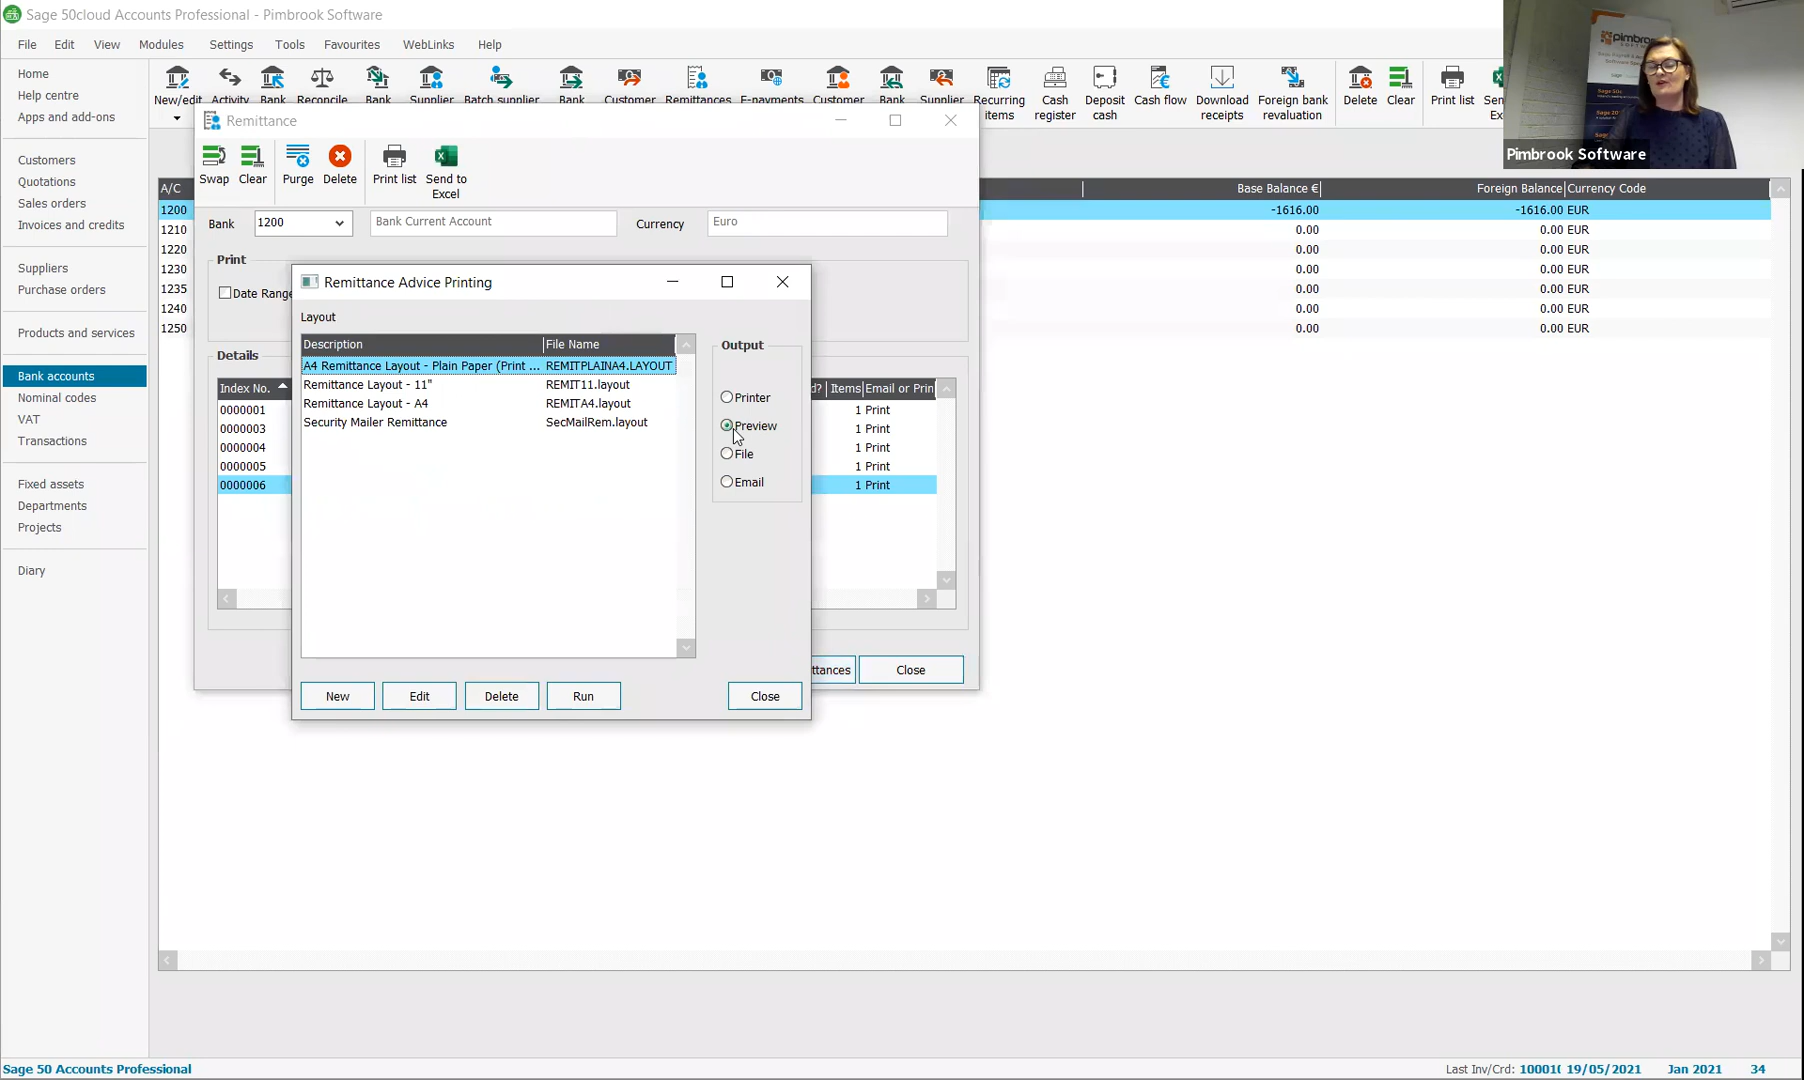 Sage 50cloud Accounts Professional - Pimbrook Software
File Edit View Modules Settings Tools Favourites WebLinks Help
Home
Help centre
Apps and add-ons
Customers
Quotations
Sales orders
Invoices and credits
Suppliers
Purchase orders
Products and services
Bank accounts
Nominal codes
VAT
Transactions
Fixed assets
Departments
Projects
Diary
New/edit Activity Bank Reconcile Bank Supplier Batch supplier Bank Customer Remittances E-payments Customer Bank Supplier Recurring items Cash register Deposit cash Cash flow Download receipts Foreign bank revaluation Delete Clear Print list
pimbrook
Pimbrook Software
A/C Base Balance € Foreign Balance Currency Code
1200 -1616.00 -1616.00 EUR
1210 0.00 0.00 EUR
1220 0.00 0.00 EUR
1230 0.00 0.00 EUR
1235 0.00 0.00 EUR
1240 0.00 0.00 EUR
1250 0.00 0.00 EUR
Remittance
Swap Clear Purge Delete Print list Send to Excel
Bank 1200 Bank Current Account Currency Euro
Print
Date Range
Details
Index No. d? Items Email or Prin
0000001 1 Print
0000003 1 Print
0000004 1 Print
0000005 1 Print
0000006 1 Print
ttances Close
Remittance Advice Printing
Layout
Description File Name
A4 Remittance Layout - Plain Paper (Print ... REMITPLAINA4.LAYOUT
Remittance Layout - 11" REMIT11.layout
Remittance Layout - A4 REMITA4.layout
Security Mailer Remittance SecMailRem.layout
Output
Printer
Preview
File
Email
New Edit Delete Run Close
Sage 50 Accounts Professional
Last Inv/Crd: 10001( 19/05/2021 Jan 2021 34